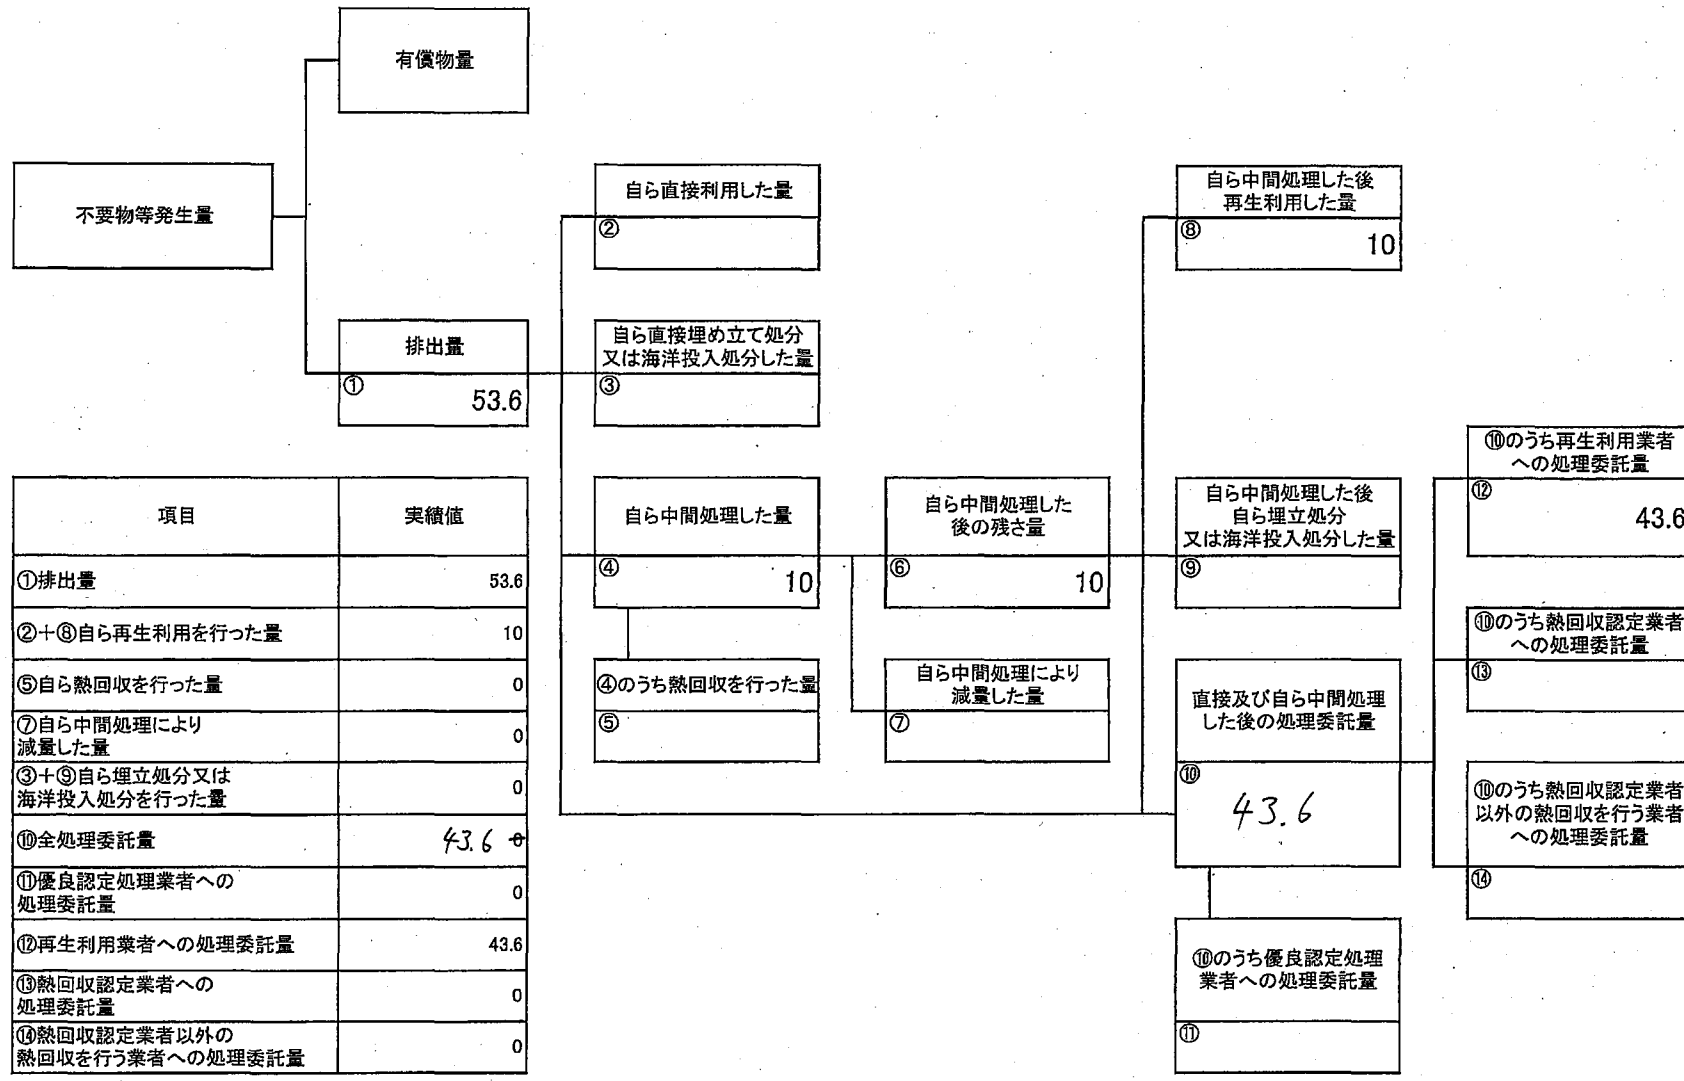 有償物量
不要物等発生量
自ら直接利用した量
②
自ら中間処理した後
再生利用した量
⑧
10
排出量
①
53.6
自ら直接埋め立て処分
又は海洋投入処分した量
③
⑩のうち再生利用業者
への処理委託量
⑫
43.6
自ら中間処理した量
④
10
自ら中間処理した
後の残さ量
⑥
10
自ら中間処理した後
自ら埋立処分
又は海洋投入処分した量
⑨
⑩のうち熱回収認定業者
への処理委託量
⑬
④のうち熱回収を行った量
⑤
自ら中間処理により
減量した量
⑦
直接及び自ら中間処理
した後の処理委託量
⑩
43.6
⑩のうち熱回収認定業者
以外の熱回収を行う業者
への処理委託量
⑭
⑩のうち優良認定処理
業者への処理委託量
⑪
項目 実績値
①排出量 53.6
②+⑧自ら再生利用を行った量 10
⑤自ら熱回収を行った量 0
⑦自ら中間処理により
減量した量 0
③+⑨自ら埋立処分又は
海洋投入処分を行った量 0
⑩全処理委託量 43.6 0
⑪優良認定処理業者への
処理委託量 0
⑫再生利用業者への処理委託量 43.6
⑬熱回収認定業者への
処理委託量 0
⑭熱回収認定業者以外の
熱回収を行う業者への処理委託量 0